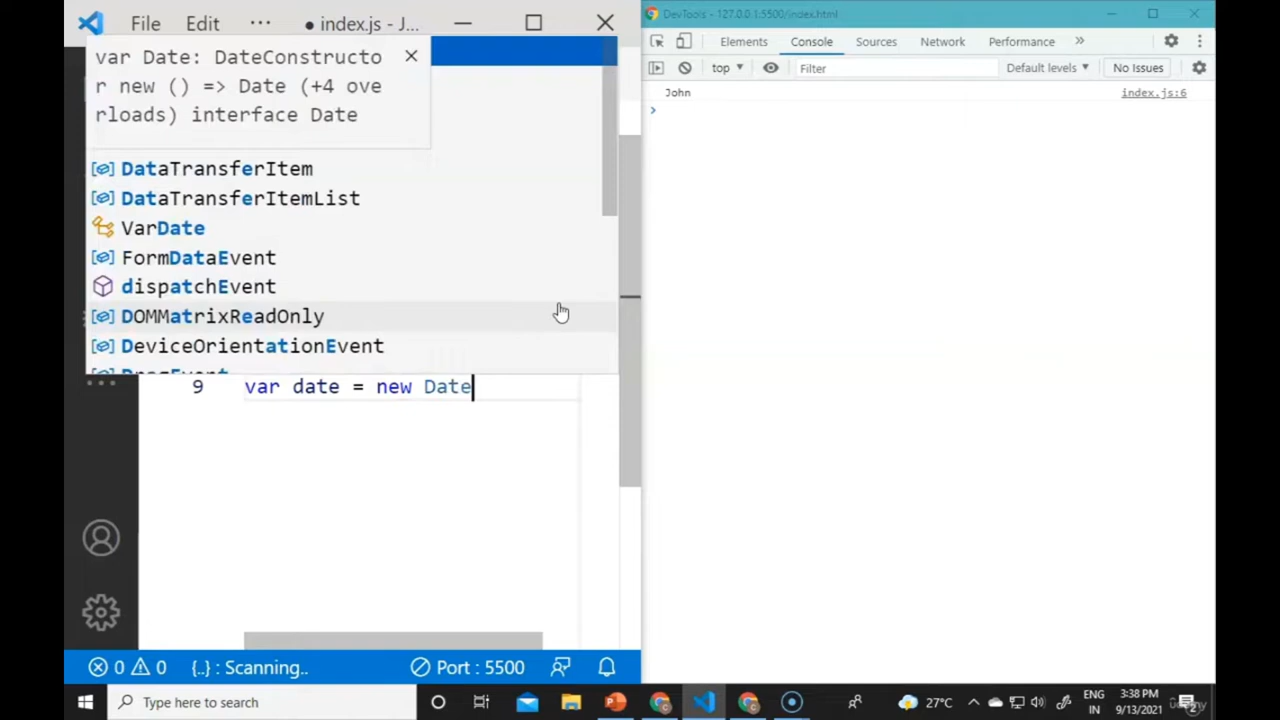 File Edit ··· ● index.js - J...
var Date: DateConstructo
r new () => Date (+4 ove
rloads) interface Date
DataTransferItem
DataTransferItemList
VarDate
FormDataEvent
dispatchEvent
DOMMatrixReadOnly
DeviceOrientationEvent
DragEvent
9 var date = new Date
0 0 {..} : Scanning.. Port : 5500
DevTools - 127.0.0.1:5500/index.html
Elements Console Sources Network Performance »
top Filter Default levels No Issues
John index.js:6
Type here to search
27°C ENG IN 3:38 PM 9/13/2021 2